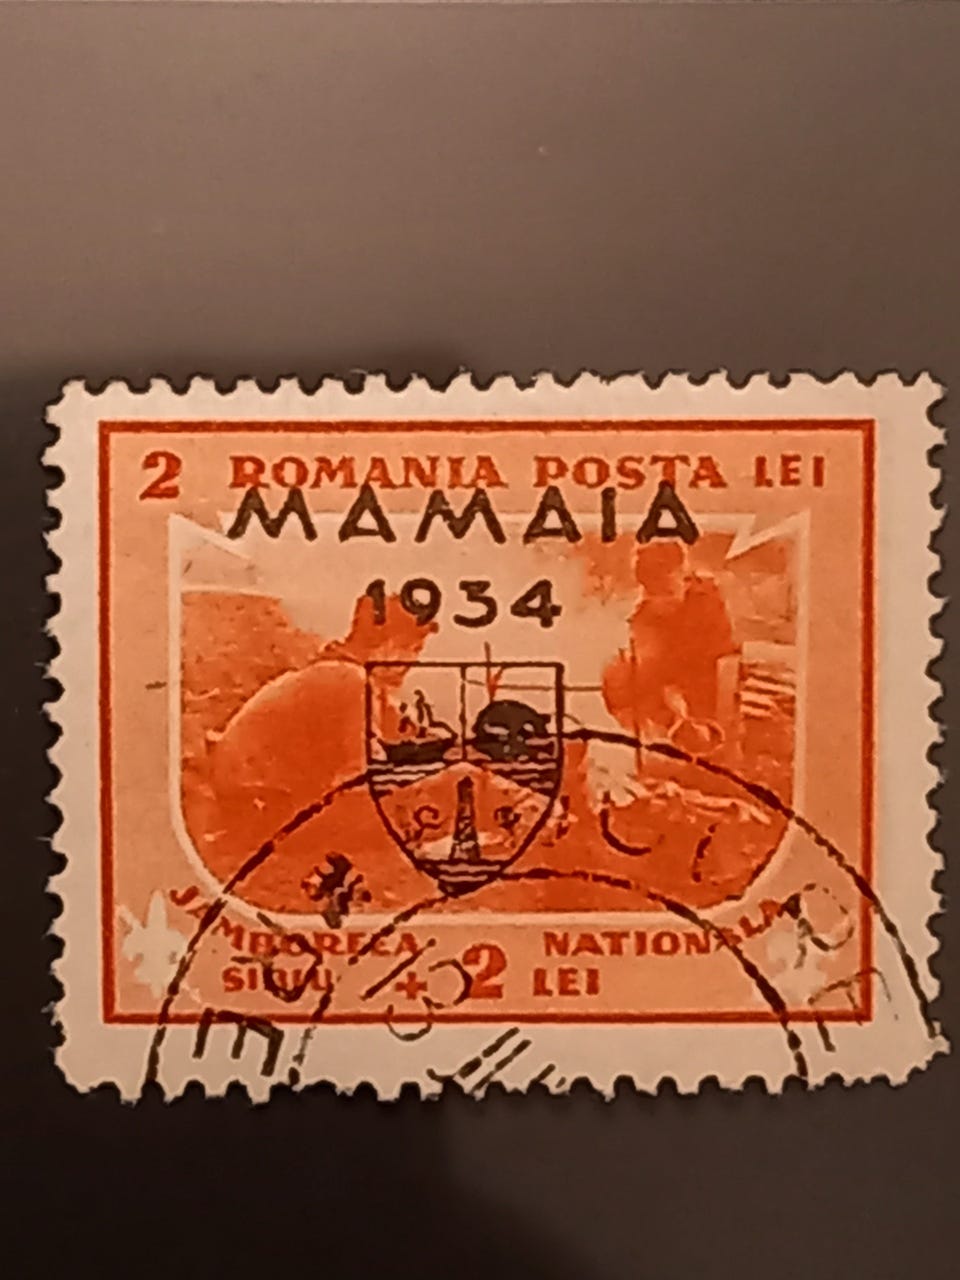 2 ROMANIA POSTA LEI
MAMAIA
1934
JAMBOREEA NATIONALA
SIBIU + 2 LEI